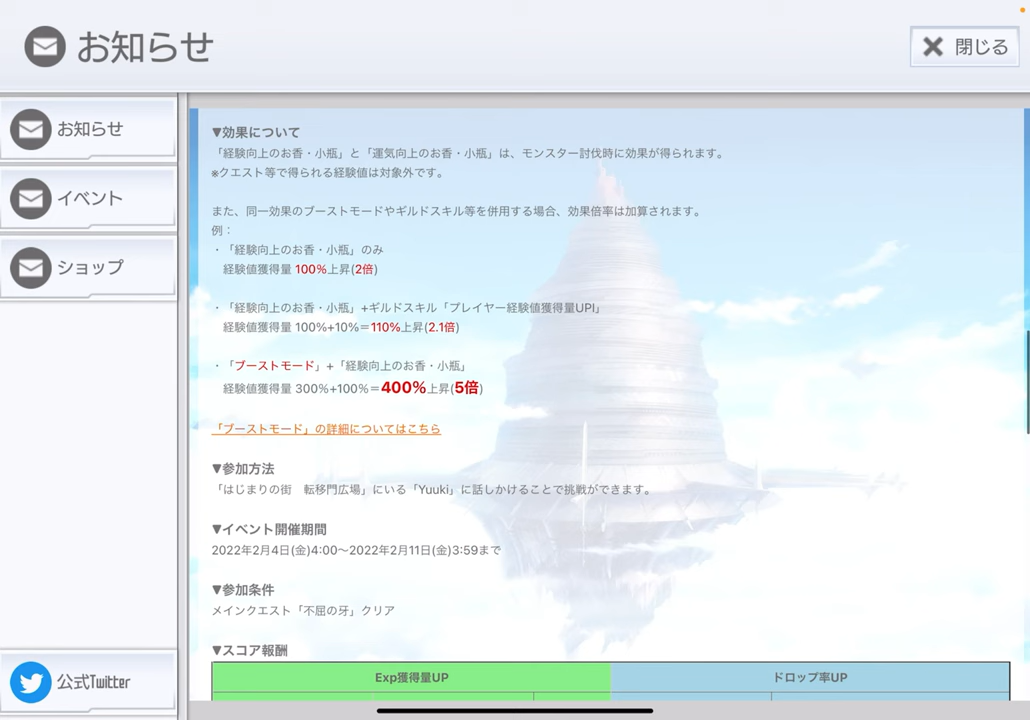 お知らせ
閉じる
お知らせ
イベント
ショップ
公式Twitter
▼効果について
「経験向上のお香・小瓶」と「運気向上のお香・小瓶」は、モンスター討伐時に効果が得られます。
※クエスト等で得られる経験値は対象外です。
また、同一効果のブーストモードやギルドスキル等を併用する場合、効果倍率は加算されます。
例：
・「経験向上のお香・小瓶」のみ
経験値獲得量 100%上昇(2倍)
・「経験向上のお香・小瓶」+ギルドスキル「プレイヤー経験値獲得量UP!」
経験値獲得量 100%+10%＝110%上昇(2.1倍)
・「ブーストモード」+「経験向上のお香・小瓶」
経験値獲得量 300%+100%＝400%上昇(5倍)
「ブーストモード」の詳細についてはこちら
▼参加方法
「はじまりの街　転移門広場」にいる「Yuuki」に話しかけることで挑戦ができます。
▼イベント開催期間
2022年2月4日(金)4:00～2022年2月11日(金)3:59まで
▼参加条件
メインクエスト「不屈の牙」クリア
▼スコア報酬
Exp獲得量UP
ドロップ率UP